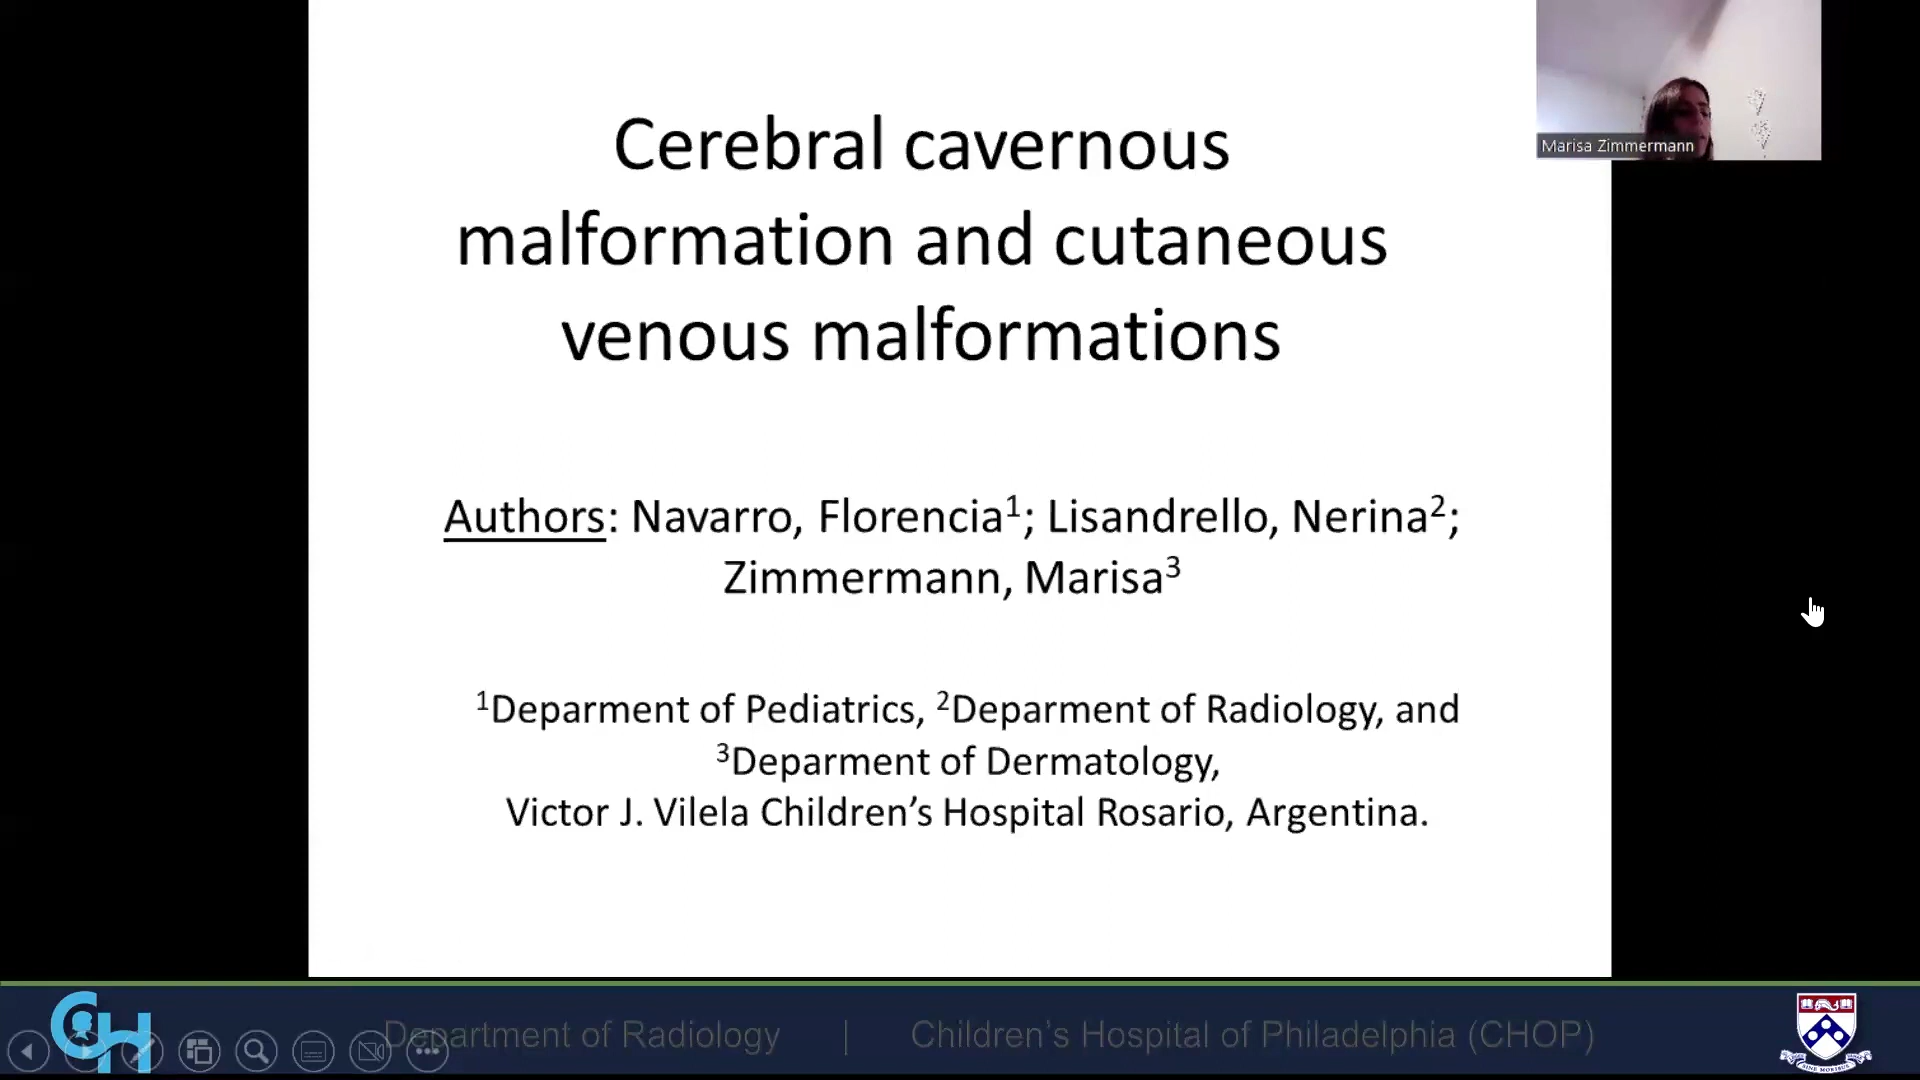 Cerebral cavernous
malformation and cutaneous
venous malformations
Marisa Zimmermann
Authors: Navarro, Florencia¹; Lisandrello, Nerina²;
Zimmermann, Marisa³
¹Deparment of Pediatrics, ²Deparment of Radiology, and
³Deparment of Dermatology,
Victor J. Vilela Children’s Hospital Rosario, Argentina.
CH
Department of Radiology | Children’s Hospital of Philadelphia (CHOP)